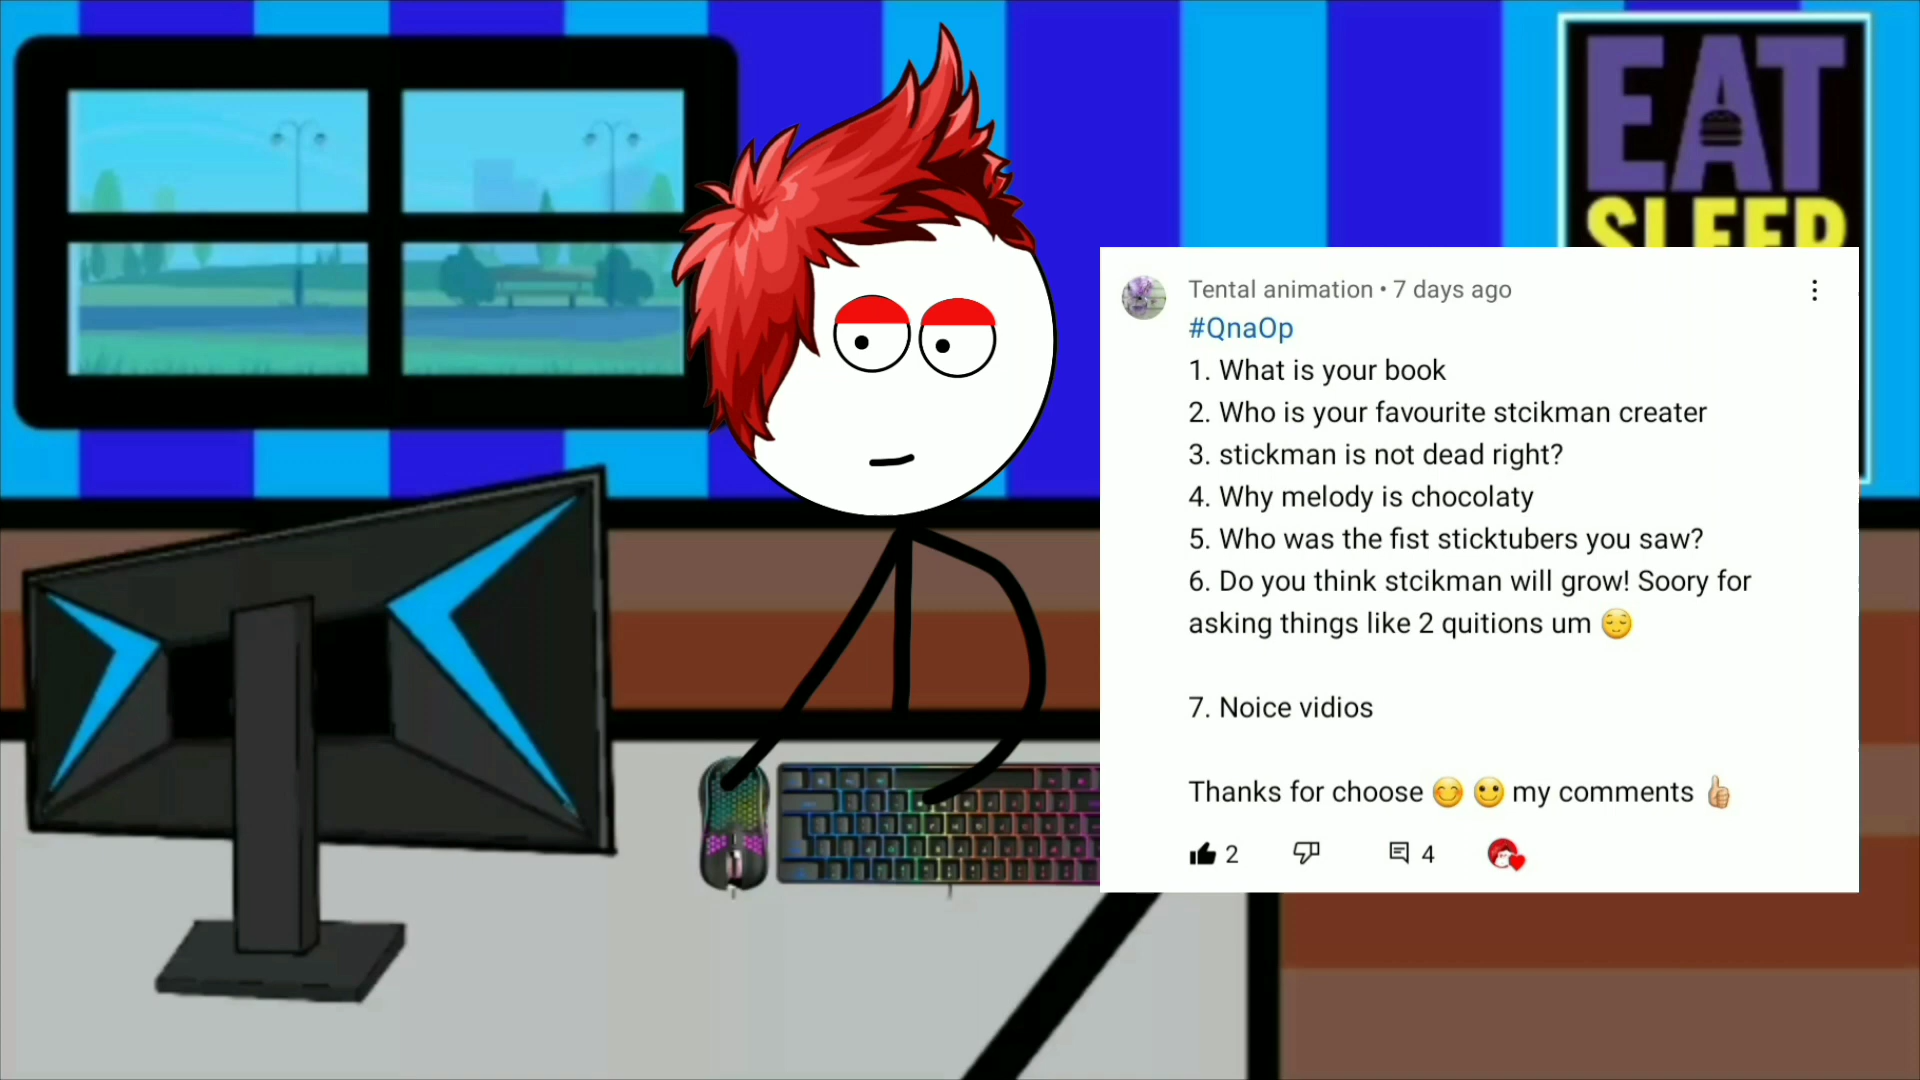 EAT
SLEEP
Tental animation • 7 days ago
#QnaOp
1. What is your book
2. Who is your favourite stcikman creater
3. stickman is not dead right?
4. Why melody is chocolaty
5. Who was the fist sticktubers you saw?
6. Do you think stcikman will grow! Soory for
asking things like 2 quitions um 😌
7. Noice vidios
Thanks for choose 😊 🙂 my comments 👍🏼
2 4